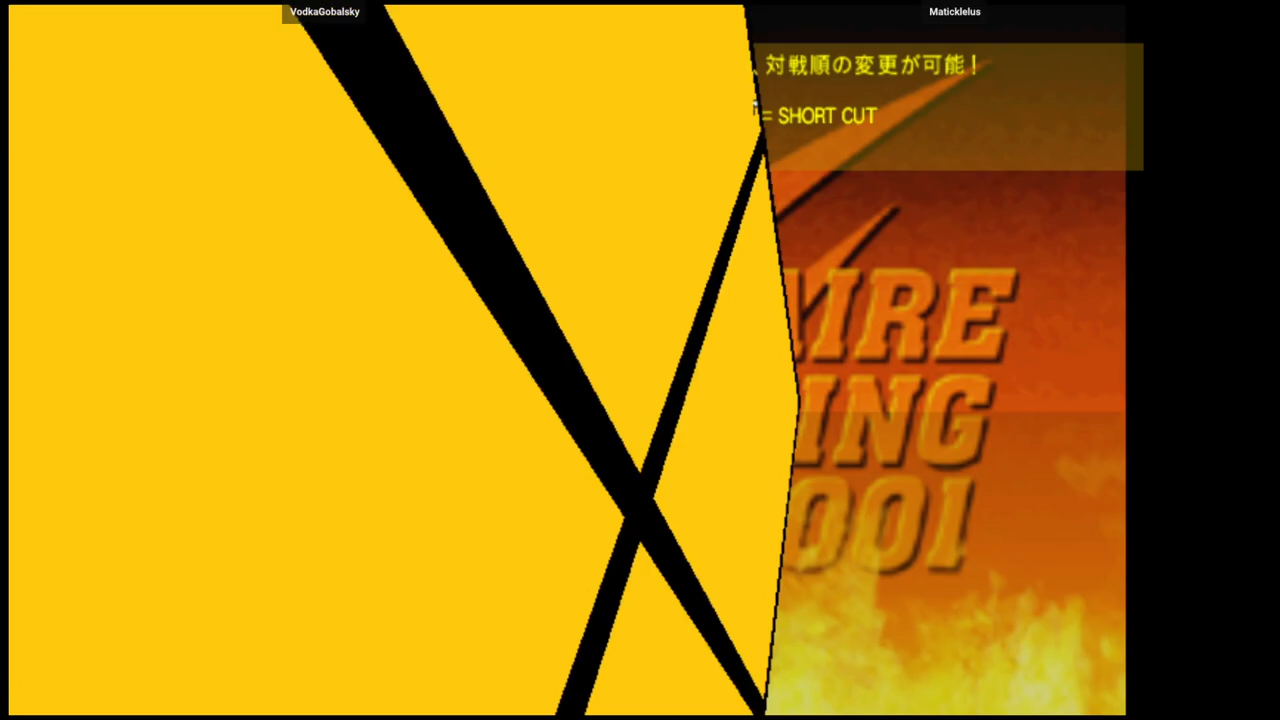 VodkaGobalsky
Maticklelus
対戦順の変更が可能！
= SHORT CUT
IRE
ING
001